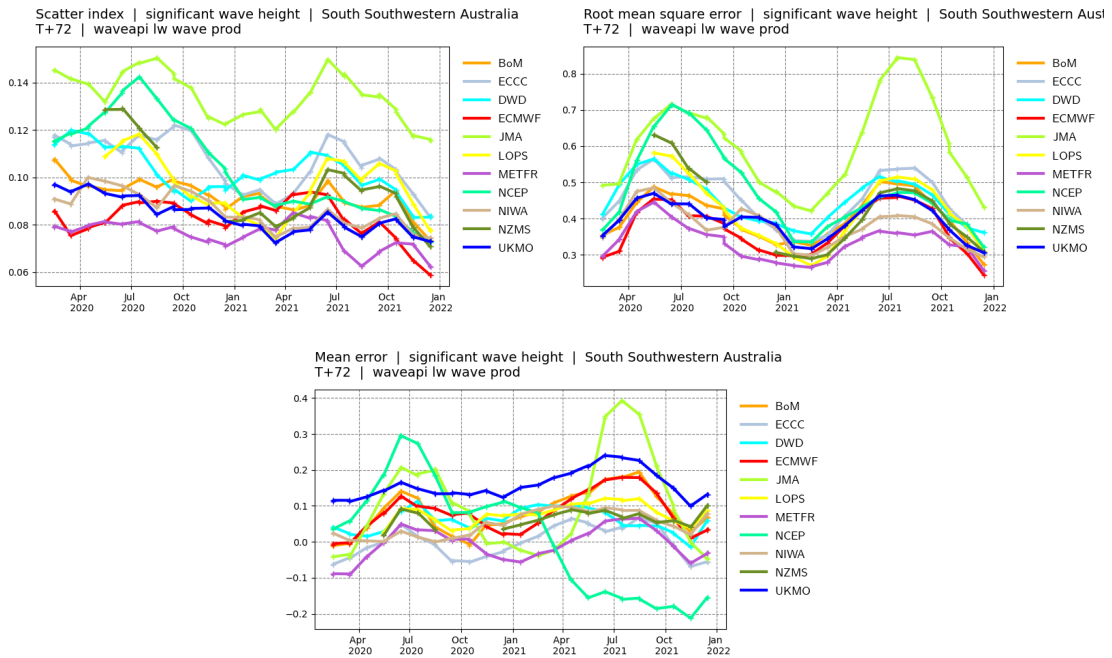 Scatter index | significant wave height | South Southwestern Australia
T+72 | waveapi lw wave prod
0.14
0.12
0.10
0.08
0.06
Apr 2020
Jul 2020
Oct 2020
Jan 2021
Apr 2021
Jul 2021
Oct 2021
Jan 2022
BoM
ECCC
DWD
ECMWF
JMA
LOPS
METFR
NCEP
NIWA
NZMS
UKMO
Root mean square error | significant wave height | South Southwestern Aust
T+72 | waveapi lw wave prod
0.8
0.7
0.6
0.5
0.4
0.3
Apr 2020
Jul 2020
Oct 2020
Jan 2021
Apr 2021
Jul 2021
Oct 2021
Jan 2022
BoM
ECCC
DWD
ECMWF
JMA
LOPS
METFR
NCEP
NIWA
NZMS
UKMO
Mean error | significant wave height | South Southwestern Australia
T+72 | waveapi lw wave prod
0.4
0.3
0.2
0.1
0.0
−0.1
−0.2
Apr 2020
Jul 2020
Oct 2020
Jan 2021
Apr 2021
Jul 2021
Oct 2021
Jan 2022
BoM
ECCC
DWD
ECMWF
JMA
LOPS
METFR
NCEP
NIWA
NZMS
UKMO